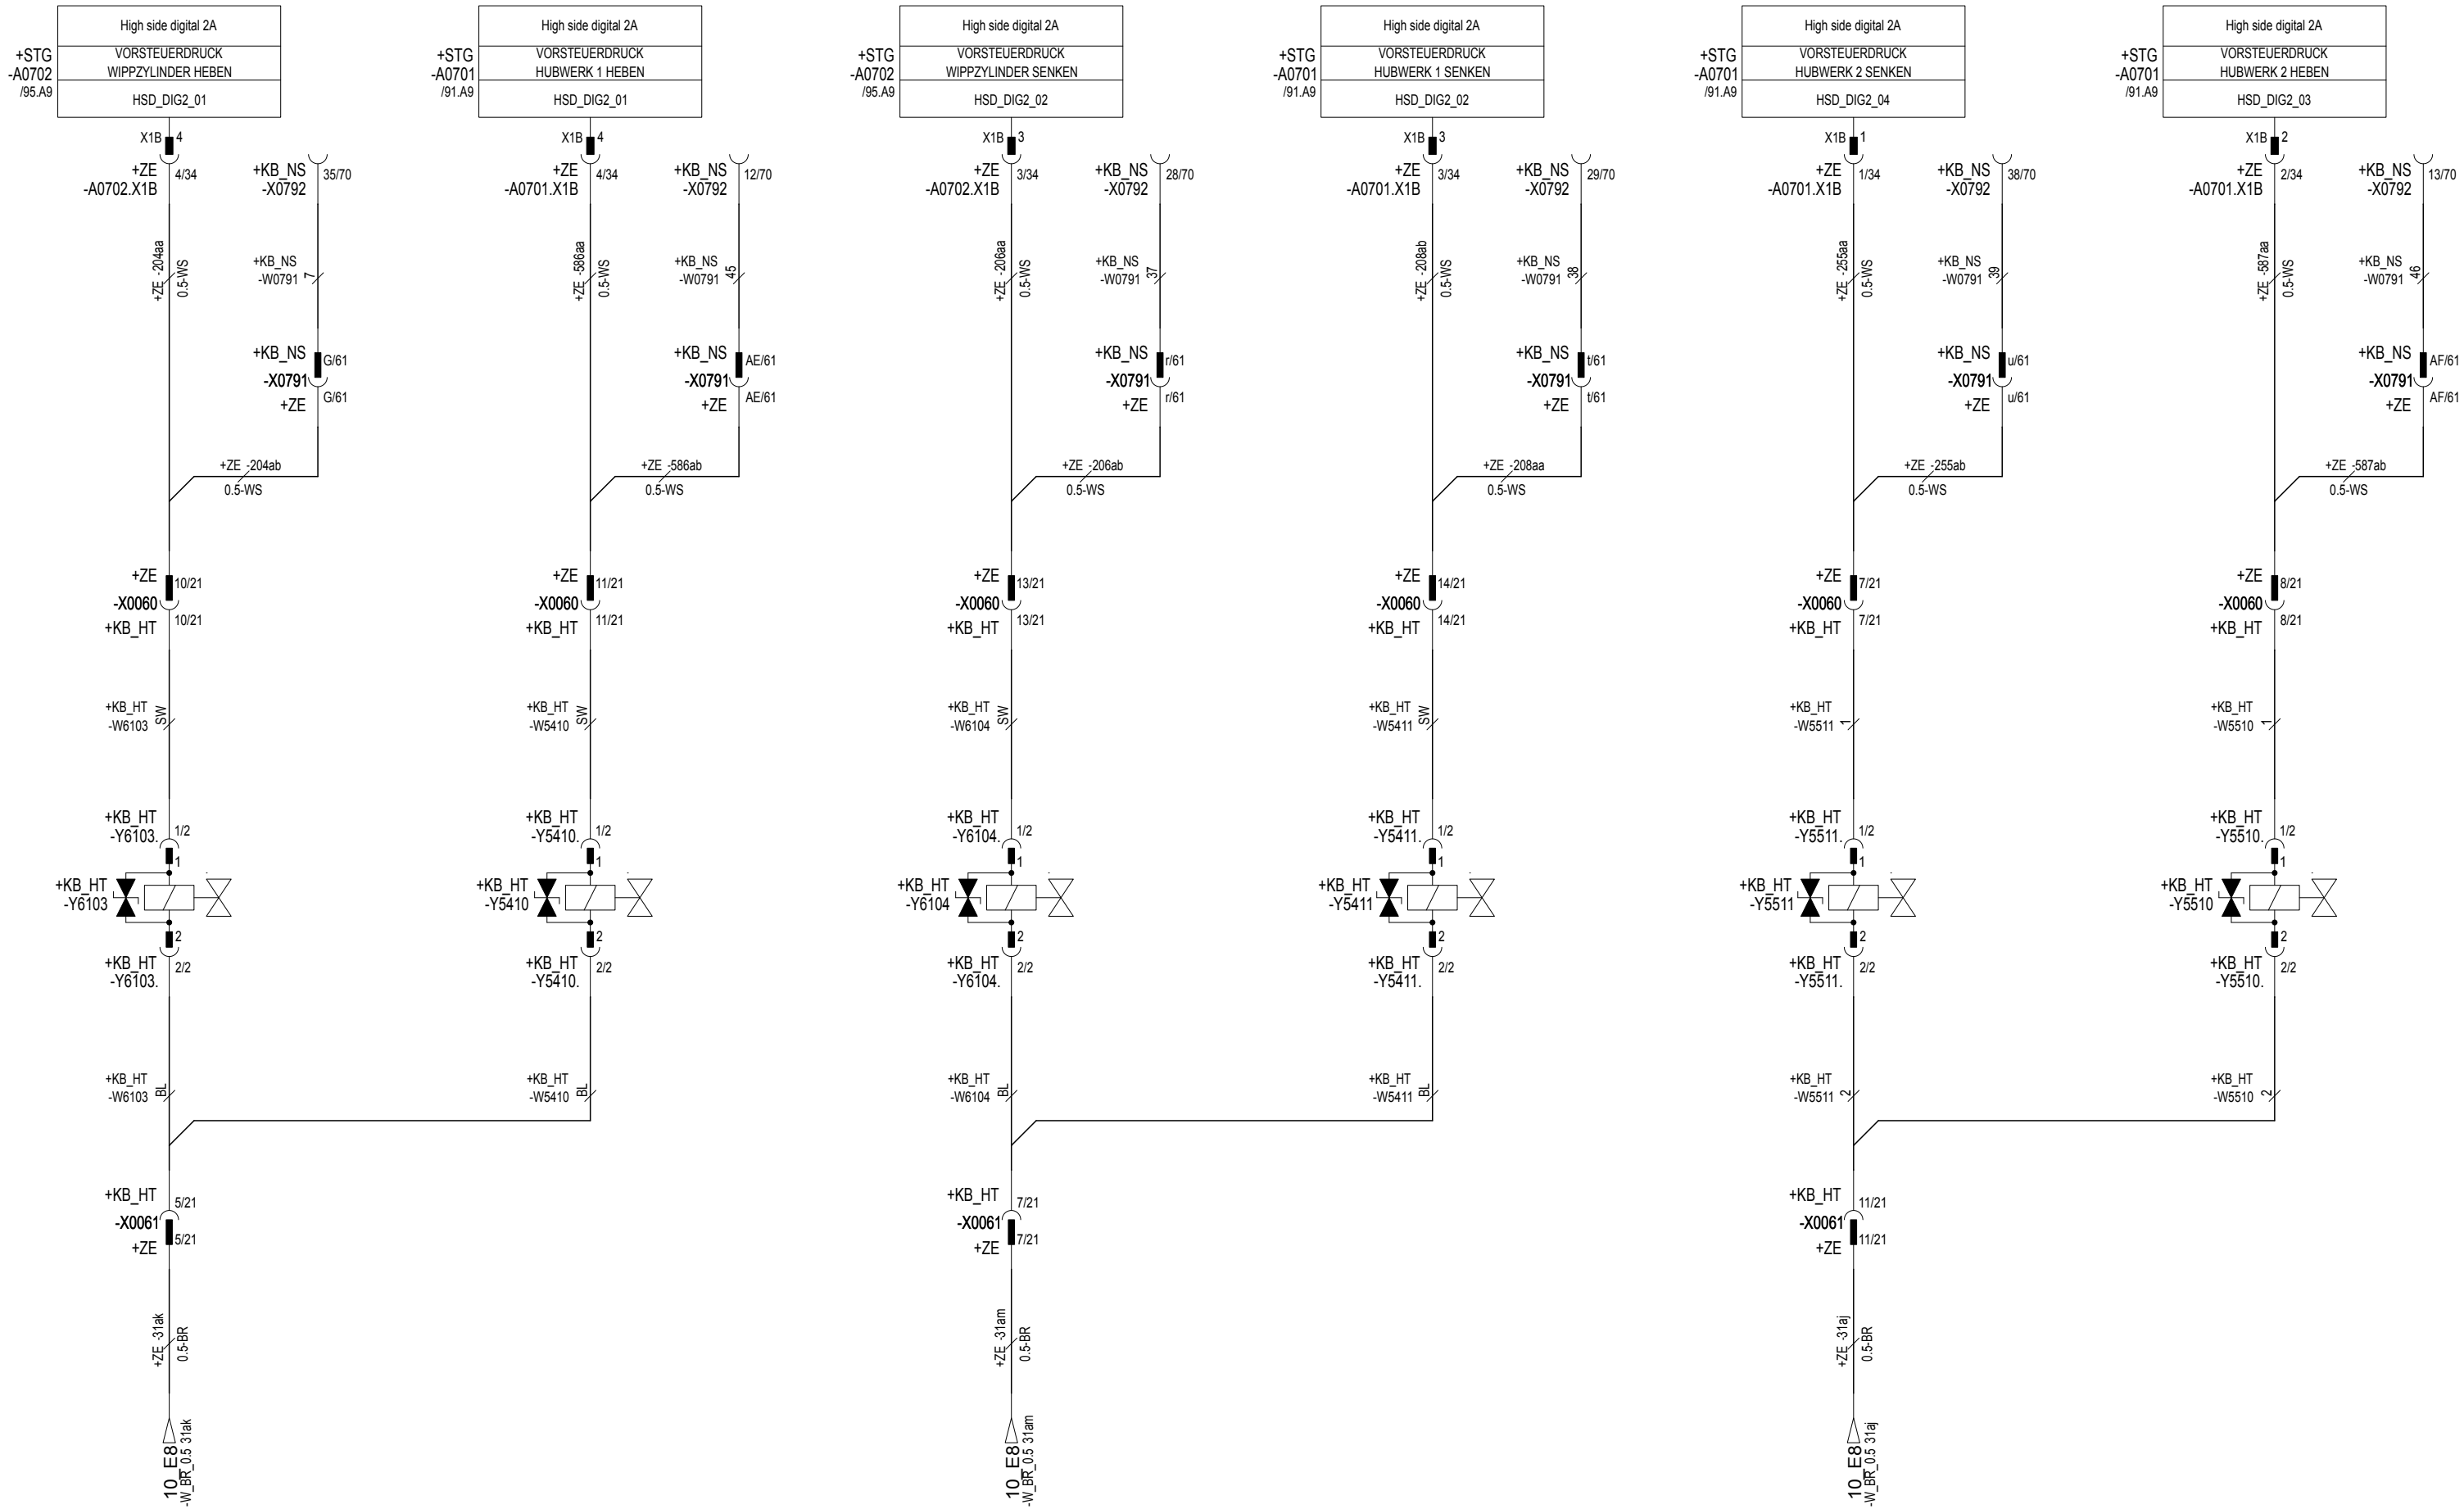 High side digital 2A
+STG
-A0702
/95.A9
VORSTEUERDRUCK
WIPPZYLINDER HEBEN
HSD_DIG2_01
X1B 4
+ZE 4/34
-A0702.X1B
+KB_NS 35/70
-X0792
+ZE -204aa
0.5-WS
+KB_NS
-W0791 7
+KB_NS G/61
-X0791
+ZE G/61
+ZE -204ab
0.5-WS
+ZE 10/21
-X0060
+KB_HT 10/21
+KB_HT
-W6103 SW
+KB_HT
-Y6103. 1/2
1
+KB_HT
-Y6103
2
+KB_HT 2/2
-Y6103.
+KB_HT
-W6103 BL
+KB_HT 5/21
-X0061
+ZE 5/21
+ZE -31ak
0.5-BR
10_E8
-W_BR_0.5 31ak
High side digital 2A
+STG
-A0701
/91.A9
VORSTEUERDRUCK
HUBWERK 1 HEBEN
HSD_DIG2_01
X1B 4
+ZE 4/34
-A0701.X1B
+KB_NS 12/70
-X0792
+ZE -586aa
0.5-WS
+KB_NS
-W0791 45
+KB_NS AE/61
-X0791
+ZE AE/61
+ZE -586ab
0.5-WS
+ZE 11/21
-X0060
+KB_HT 11/21
+KB_HT
-W5410 SW
+KB_HT
-Y5410. 1/2
1
+KB_HT
-Y5410
2
+KB_HT 2/2
-Y5410.
+KB_HT
-W5410 BL
High side digital 2A
+STG
-A0702
/95.A9
VORSTEUERDRUCK
WIPPZYLINDER SENKEN
HSD_DIG2_02
X1B 3
+ZE 3/34
-A0702.X1B
+KB_NS 28/70
-X0792
+ZE -206aa
0.5-WS
+KB_NS
-W0791 37
+KB_NS r/61
-X0791
+ZE r/61
+ZE -206ab
0.5-WS
+ZE 13/21
-X0060
+KB_HT 13/21
+KB_HT
-W6104 SW
+KB_HT
-Y6104. 1/2
1
+KB_HT
-Y6104
2
+KB_HT 2/2
-Y6104.
+KB_HT
-W6104 BL
+KB_HT 7/21
-X0061
+ZE 7/21
+ZE -31am
0.5-BR
10_E8
-W_BR_0.5 31am
High side digital 2A
+STG
-A0701
/91.A9
VORSTEUERDRUCK
HUBWERK 1 SENKEN
HSD_DIG2_02
X1B 3
+ZE 3/34
-A0701.X1B
+KB_NS 29/70
-X0792
+ZE -208ab
0.5-WS
+KB_NS
-W0791 38
+KB_NS t/61
-X0791
+ZE t/61
+ZE -208aa
0.5-WS
+ZE 14/21
-X0060
+KB_HT 14/21
+KB_HT
-W5411 SW
+KB_HT
-Y5411. 1/2
1
+KB_HT
-Y5411
2
+KB_HT 2/2
-Y5411.
+KB_HT
-W5411 BL
High side digital 2A
+STG
-A0701
/91.A9
VORSTEUERDRUCK
HUBWERK 2 SENKEN
HSD_DIG2_04
X1B 1
+ZE 1/34
-A0701.X1B
+KB_NS 38/70
-X0792
+ZE -255aa
0.5-WS
+KB_NS
-W0791 39
+KB_NS u/61
-X0791
+ZE u/61
+ZE -255ab
0.5-WS
+ZE 7/21
-X0060
+KB_HT 7/21
+KB_HT
-W5511 1
+KB_HT
-Y5511. 1/2
1
+KB_HT
-Y5511
2
+KB_HT 2/2
-Y5511.
+KB_HT
-W5511 2
+KB_HT 11/21
-X0061
+ZE 11/21
+ZE -31aj
0.5-BR
10_E8
-W_BR_0.5 31aj
High side digital 2A
+STG
-A0701
/91.A9
VORSTEUERDRUCK
HUBWERK 2 HEBEN
HSD_DIG2_03
X1B 2
+ZE 2/34
-A0701.X1B
+KB_NS 13/70
-X0792
+ZE -587aa
0.5-WS
+KB_NS
-W0791 46
+KB_NS AF/61
-X0791
+ZE AF/61
+ZE -587ab
0.5-WS
+ZE 8/21
-X0060
+KB_HT 8/21
+KB_HT
-W5510 1
+KB_HT
-Y5510. 1/2
1
+KB_HT
-Y5510
2
+KB_HT 2/2
-Y5510.
+KB_HT
-W5510 2